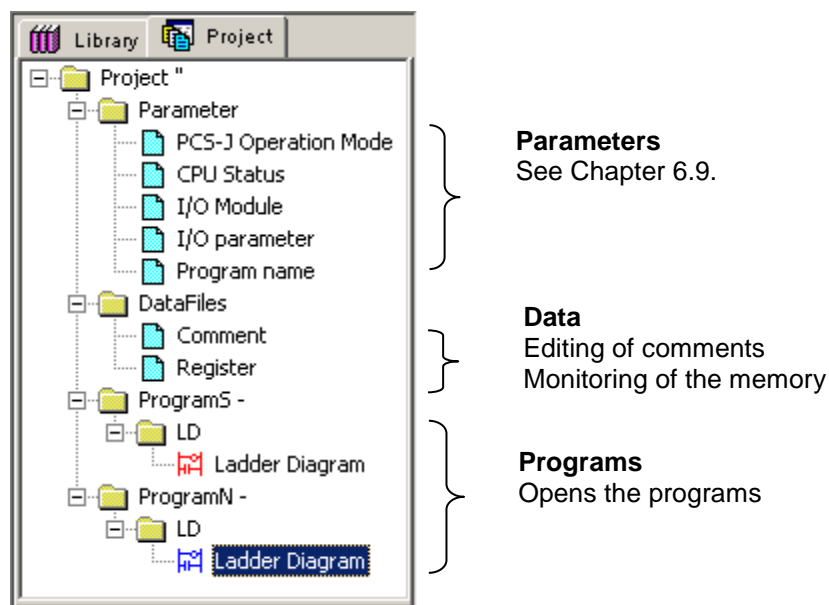 Library Project
Project "
Parameter
PCS-J Operation Mode
CPU Status
I/O Module
I/O parameter
Program name
DataFiles
Comment
Register
ProgramS -
LD
Ladder Diagram
ProgramN -
LD
Ladder Diagram
Parameters
See Chapter 6.9.
Data
Editing of comments
Monitoring of the memory
Programs
Opens the programs